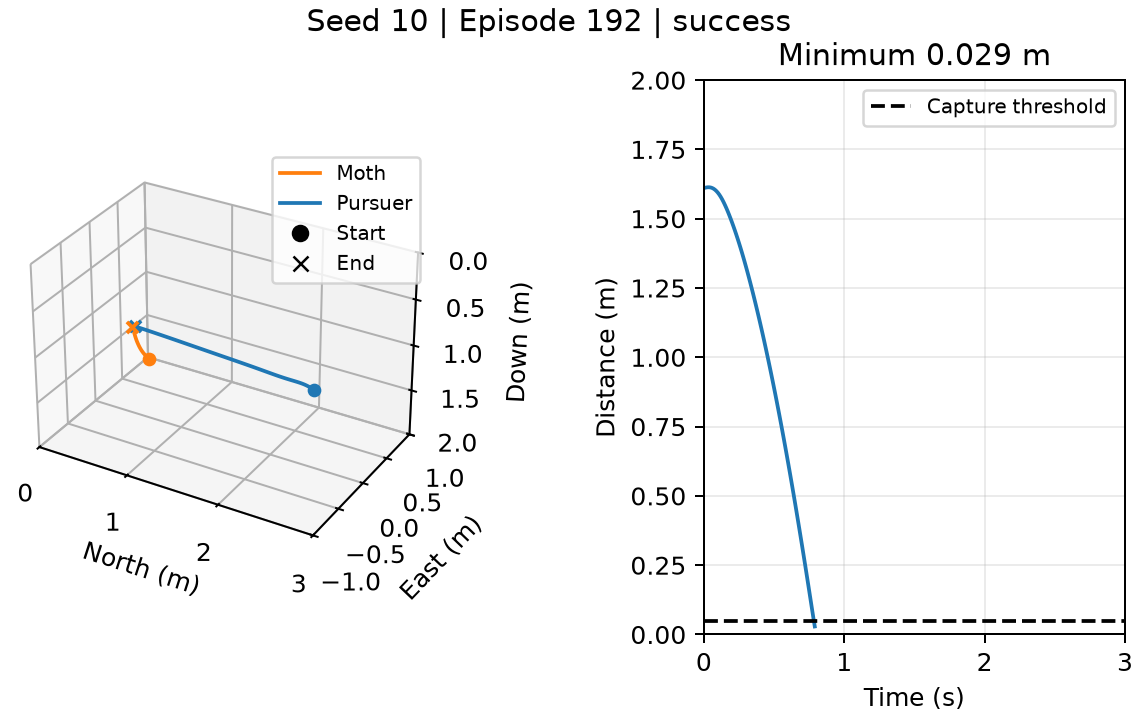 Seed 10 | Episode 192 | success
Moth
Pursuer
Start
End
0.0
0.5
1.0
1.5
2.0
Down (m)
1.0
0.5
0.0
−0.5
−1.0
East (m)
0
1
2
3
North (m)
Minimum 0.029 m
Capture threshold
2.00
1.75
1.50
1.25
1.00
0.75
0.50
0.25
0.00
Distance (m)
0
1
2
3
Time (s)